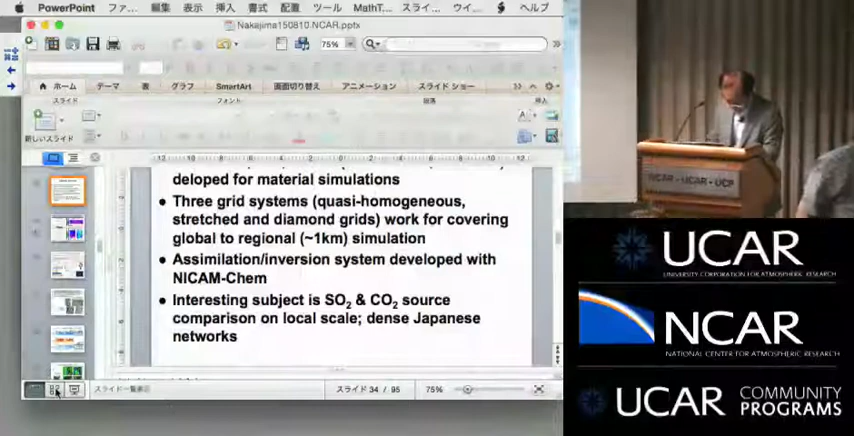 PowerPoint ファ... 編集 表示 挿入 書式 配置 ツール MathT... スライ... ウイ... ヘルプ
Nakajima150810.NCAR.pptx
75%
ホーム テーマ 表 グラフ SmartArt 画面切り替え アニメーション スライド ショー
スライド フォント 段落 挿入
新しいスライド
deloped for material simulations
• Three grid systems (quasi-homogeneous,
stretched and diamond grids) work for covering
global to regional (~1km) simulation
• Assimilation/inversion system developed with
NICAM-Chem
• Interesting subject is SO2 & CO2 source
comparison on local scale; dense Japanese
networks
スライド一覧表示 スライド 34 / 95 75%
NCAR - UCAR - UCP
UCAR
UNIVERSITY CORPORATION FOR ATMOSPHERIC RESEARCH
NCAR
NATIONAL CENTER FOR ATMOSPHERIC RESEARCH
UCAR COMMUNITY
PROGRAMS